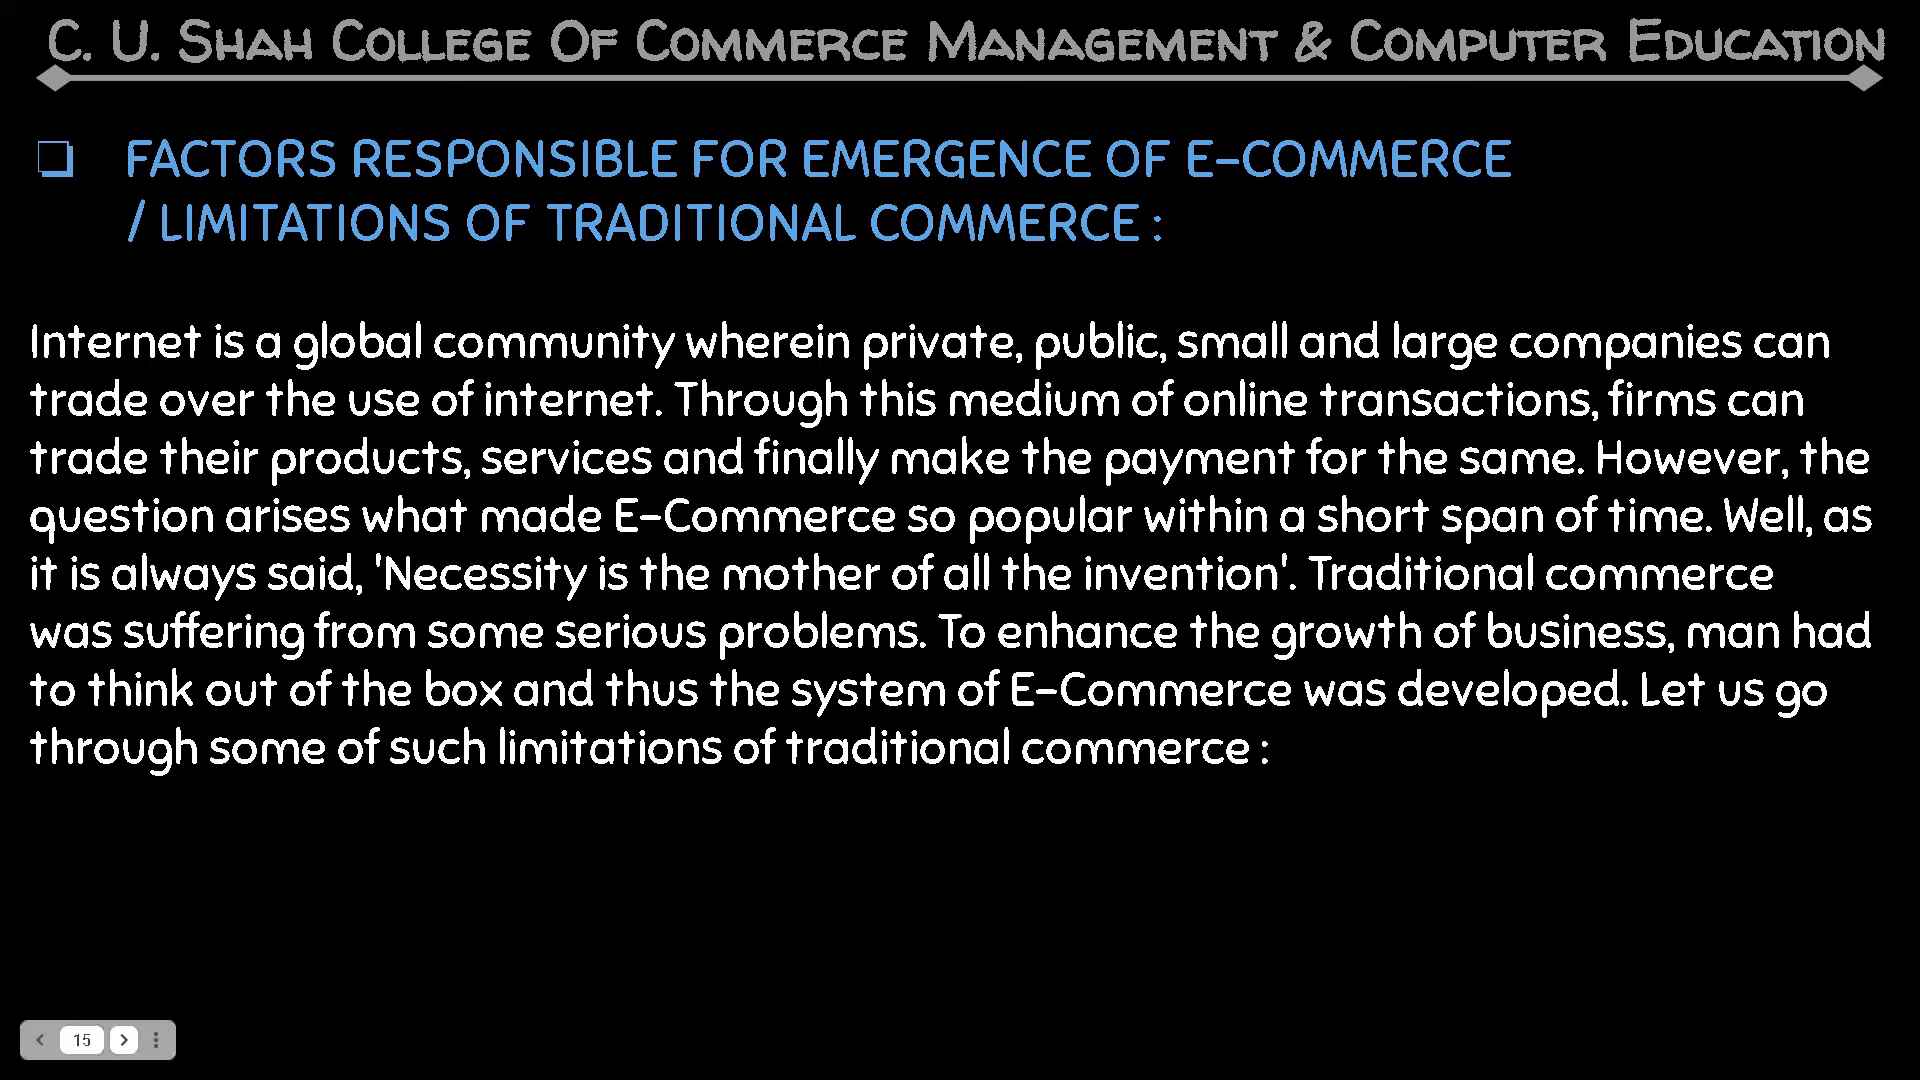 C. U. Shah College Of Commerce Management & Computer Education
❏ FACTORS RESPONSIBLE FOR EMERGENCE OF E-COMMERCE
/ LIMITATIONS OF TRADITIONAL COMMERCE :
Internet is a global community wherein private, public, small and large companies can
trade over the use of internet. Through this medium of online transactions, firms can
trade their products, services and finally make the payment for the same. However, the
question arises what made E-Commerce so popular within a short span of time. Well, as
it is always said, 'Necessity is the mother of all the invention'. Traditional commerce
was suffering from some serious problems. To enhance the growth of business, man had
to think out of the box and thus the system of E-Commerce was developed. Let us go
through some of such limitations of traditional commerce :
15